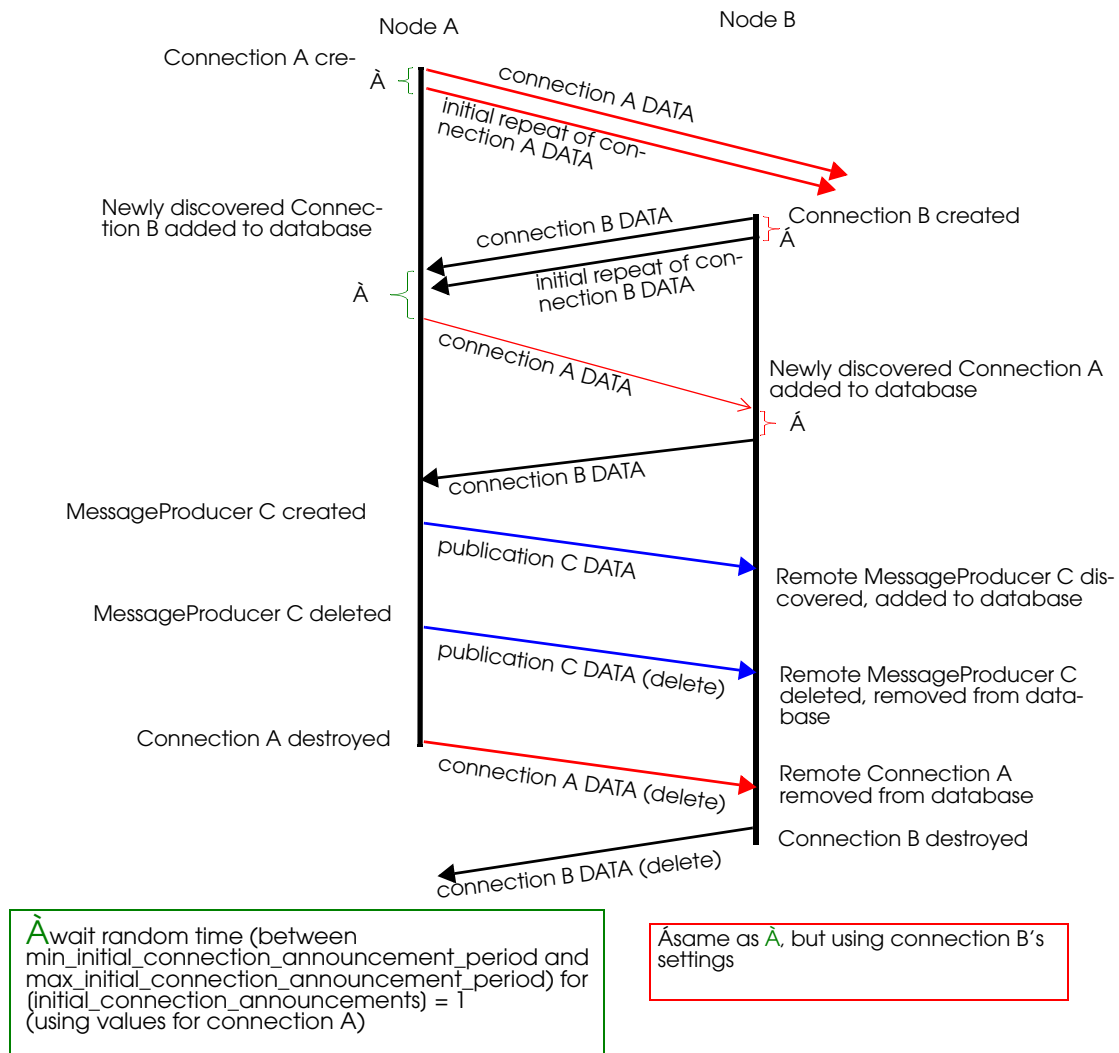 Node A
Node B
Connection A cre-
À
connection A DATA
initial repeat of con-
nection A DATA
Newly discovered Connec-
tion B added to database
connection B DATA
Connection B created
Á
initial repeat of con-
nection B DATA
À
connection A DATA
Newly discovered Connection A
added to database
Á
connection B DATA
MessageProducer C created
publication C DATA
Remote MessageProducer C dis-
covered, added to database
MessageProducer C deleted
publication C DATA (delete)
Remote MessageProducer C
deleted, removed from data-
base
Connection A destroyed
connection A DATA (delete)
Remote Connection A
removed from database
Connection B destroyed
connection B DATA (delete)
Àwait random time (between
min_initial_connection_announcement_period and
max_initial_connection_announcement_period) for
[initial_connection_announcements] = 1
(using values for connection A)
Ásame as À, but using connection B's
settings